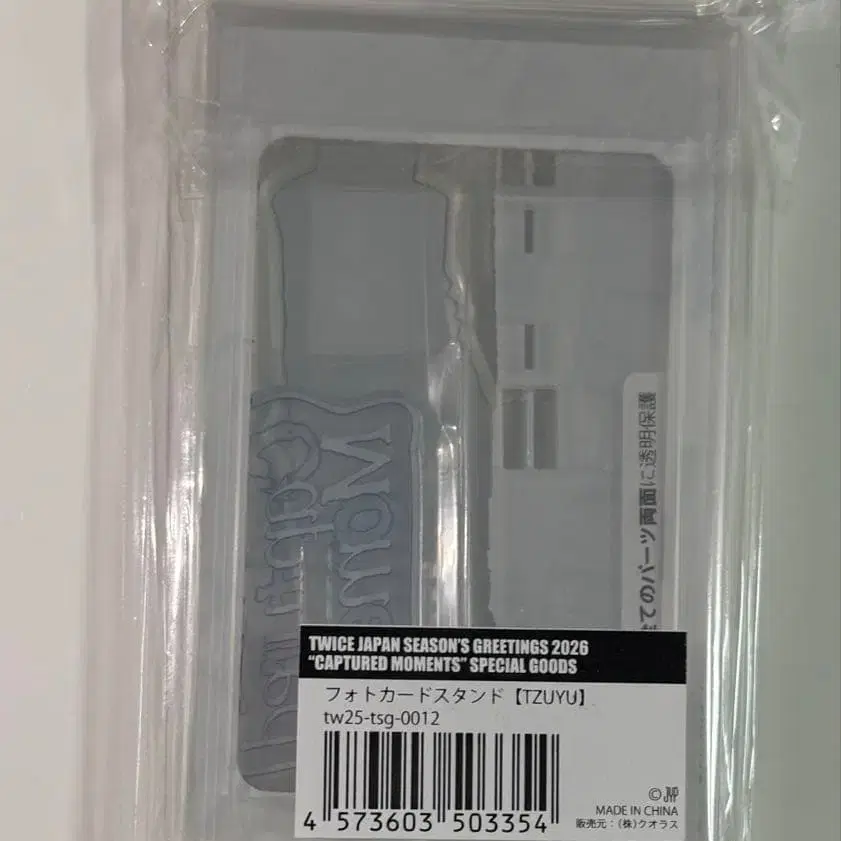 てのパーツ両面に透明保護
TWICE JAPAN SEASON'S GREETINGS 2026
"CAPTURED MOMENTS" SPECIAL GOODS
フォトカードスタンド【TZUYU】
tw25-tsg-0012
4 573603 503354
© JYP
MADE IN CHINA
販売元:(株)クオラス